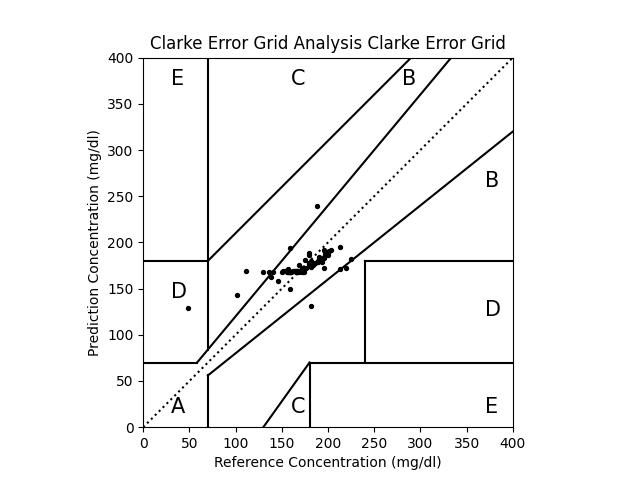 Clarke Error Grid Analysis Clarke Error Grid
400
350
300
250
200
150
100
50
0
Prediction Concentration (mg/dl)
E
C
B
B
D
D
A
C
E
0 50 100 150 200 250 300 350 400
Reference Concentration (mg/dl)